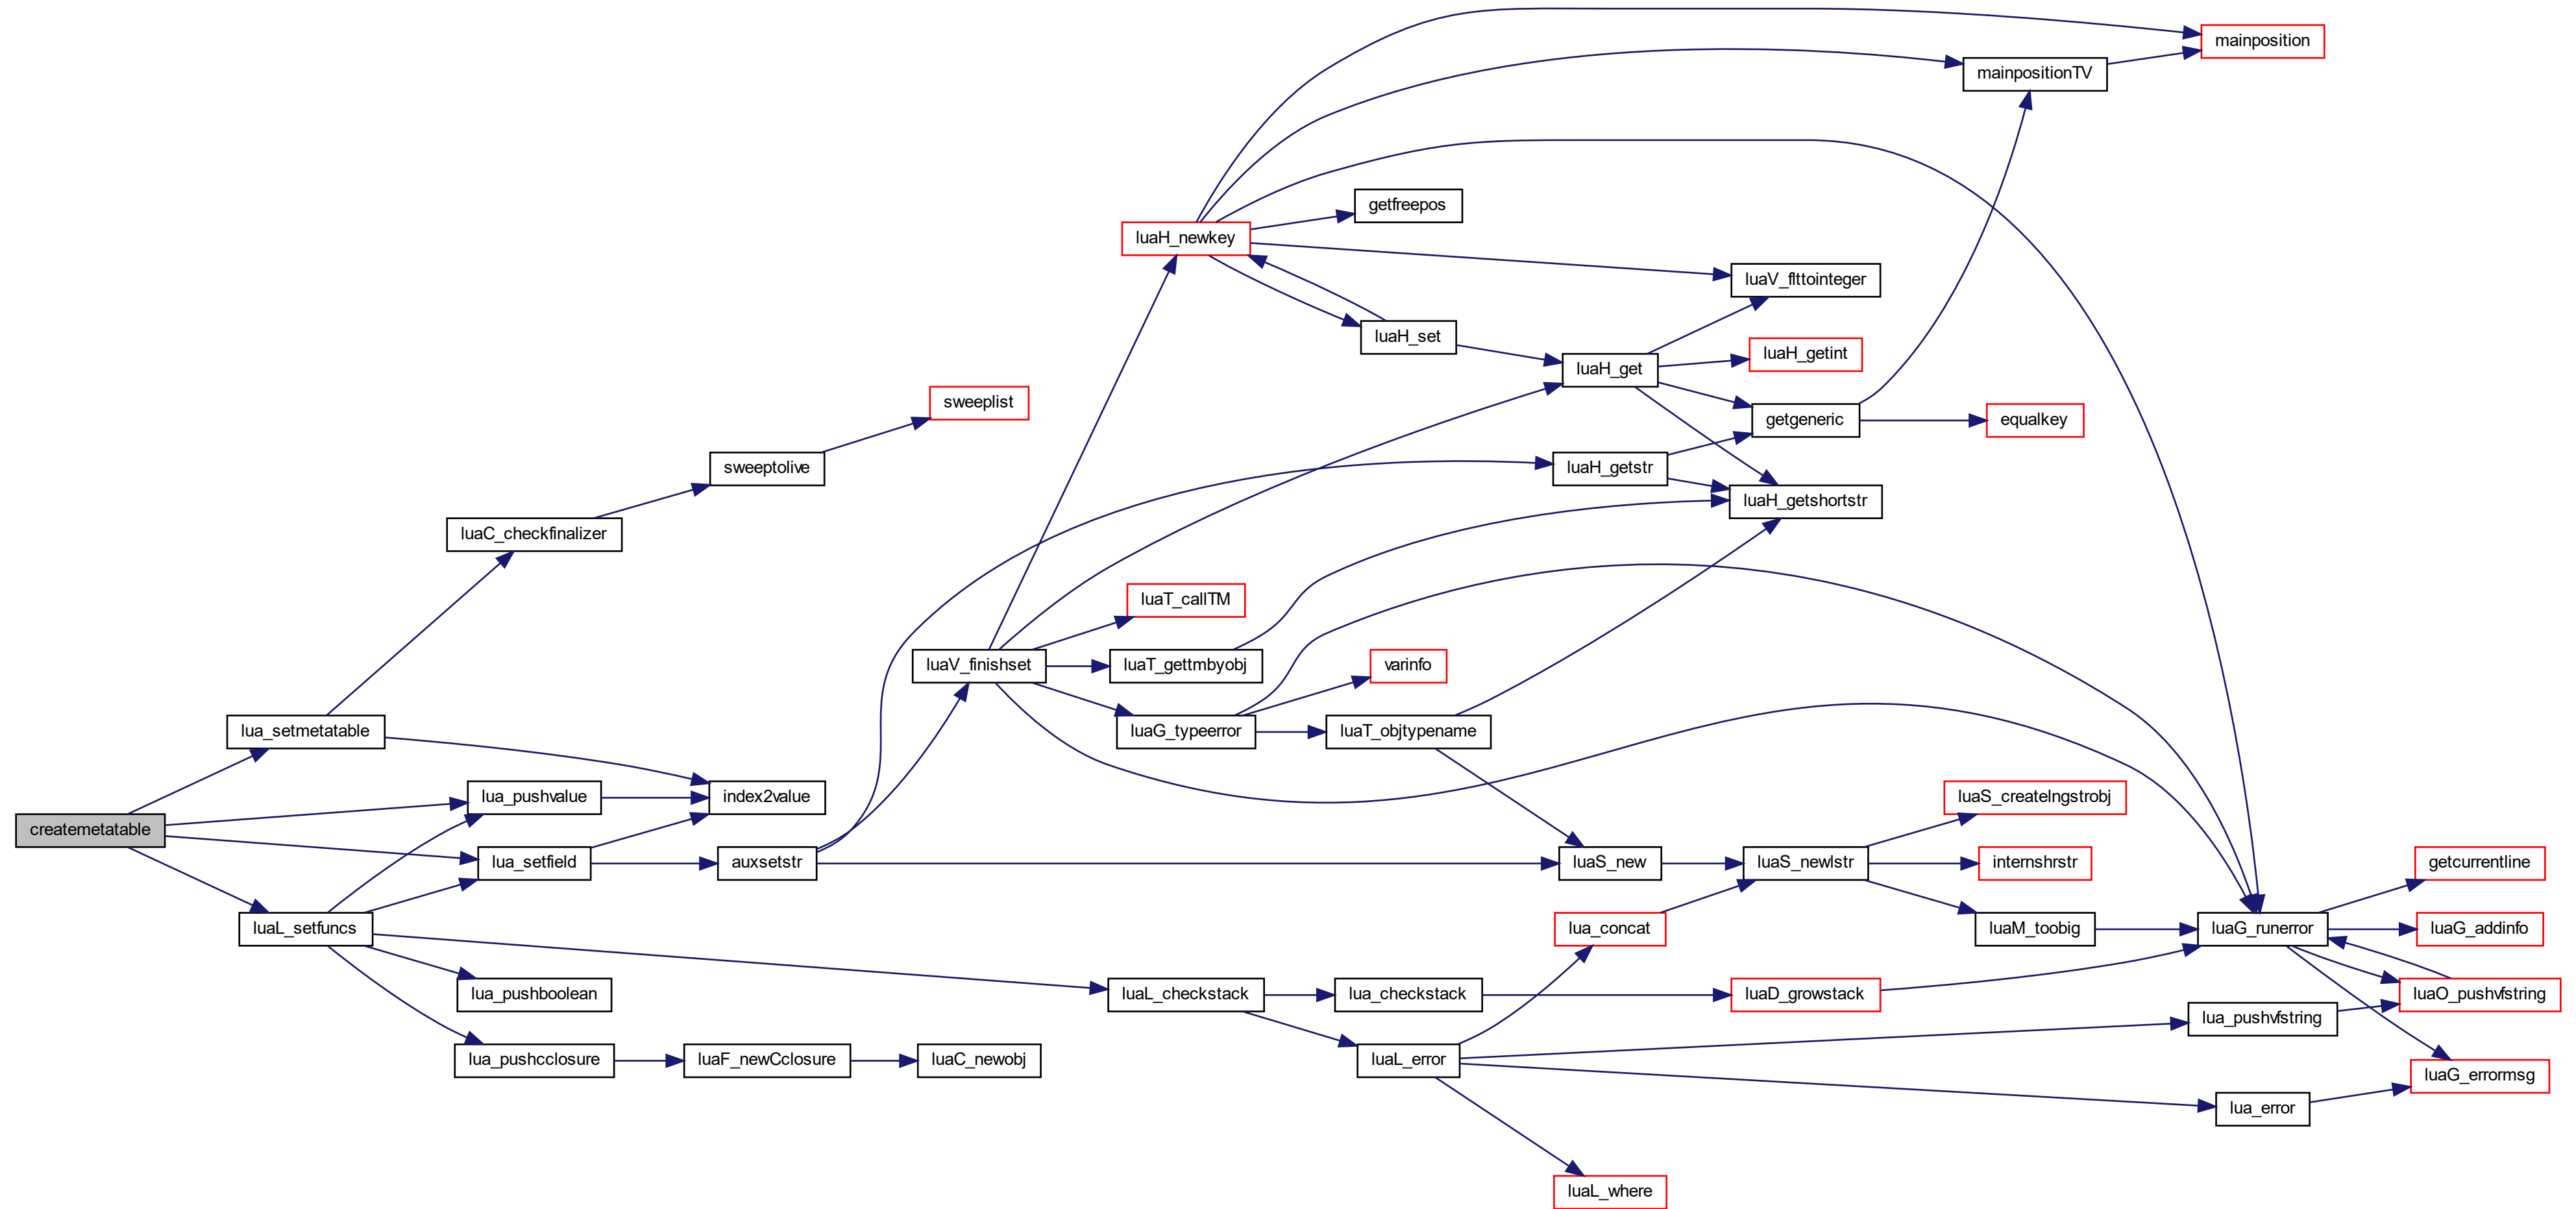 mainposition
mainpositionTV
getfreepos
luaH_newkey
luaV_flttointeger
luaH_set
luaH_getint
luaH_get
sweeplist
getgeneric
equalkey
sweeptolive
luaH_getstr
luaH_getshortstr
luaC_checkfinalizer
luaT_callTM
luaV_finishset
luaT_gettmbyobj
varinfo
lua_setmetatable
luaG_typeerror
luaT_objtypename
lua_pushvalue
index2value
luaS_createlngstrobj
createmetatable
lua_setfield
auxsetstr
luaS_new
luaS_newlstr
internshrstr
getcurrentline
luaL_setfuncs
lua_concat
luaM_toobig
luaG_runerror
luaG_addinfo
lua_pushboolean
luaL_checkstack
lua_checkstack
luaD_growstack
luaO_pushvfstring
lua_pushvfstring
lua_pushcclosure
luaF_newCclosure
luaC_newobj
luaL_error
luaG_errormsg
lua_error
luaL_where